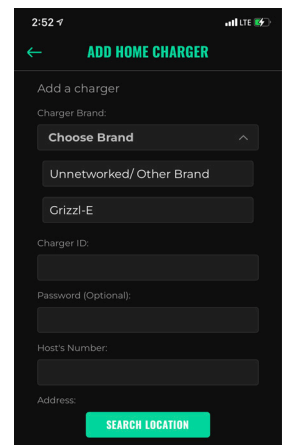 2:52
LTE
ADD HOME CHARGER
Add a charger
Charger Brand:
Choose Brand
Unnetworked/ Other Brand
Grizzl-E
Charger ID:
Password (Optional):
Host's Number:
Address:
SEARCH LOCATION